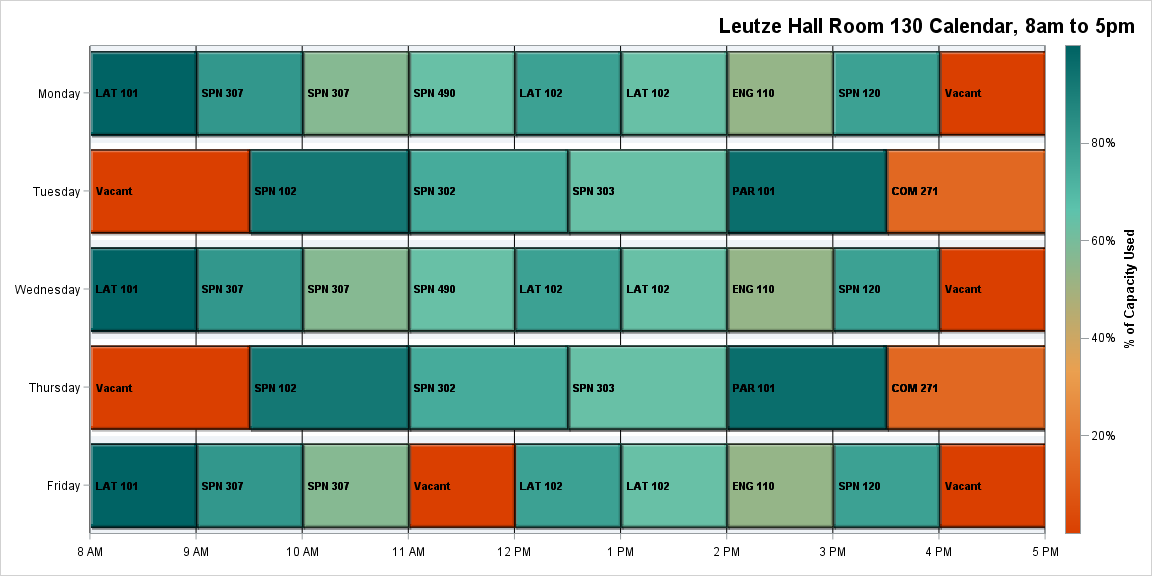 Leutze Hall Room 130 Calendar, 8am to 5pm
Monday
LAT 101 SPN 307 SPN 307 SPN 490 LAT 102 LAT 102 ENG 110 SPN 120 Vacant
Tuesday
Vacant SPN 102 SPN 302 SPN 303 PAR 101 COM 271
Wednesday
LAT 101 SPN 307 SPN 307 SPN 490 LAT 102 LAT 102 ENG 110 SPN 120 Vacant
Thursday
Vacant SPN 102 SPN 302 SPN 303 PAR 101 COM 271
Friday
LAT 101 SPN 307 SPN 307 Vacant LAT 102 LAT 102 ENG 110 SPN 120 Vacant
8 AM 9 AM 10 AM 11 AM 12 PM 1 PM 2 PM 3 PM 4 PM 5 PM
80%
60%
40%
20%
% of Capacity Used